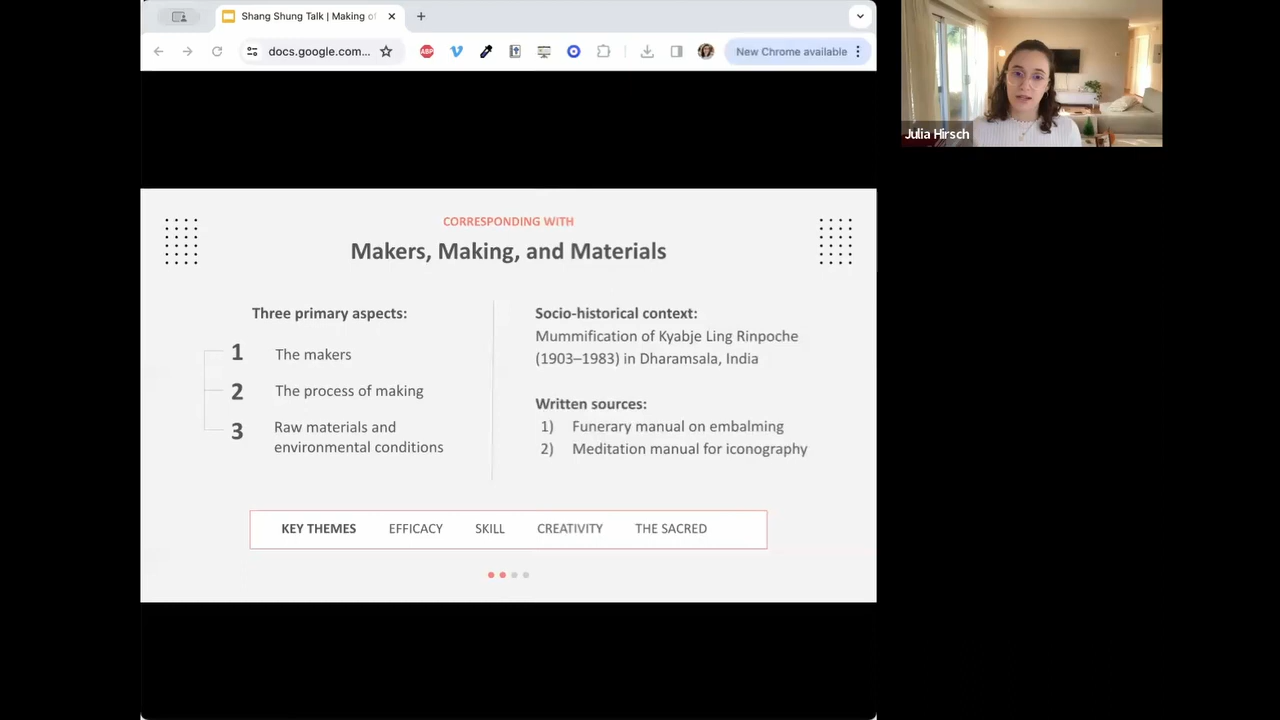 Shang Shung Talk | Making of
docs.google.com...
ABP
New Chrome available
Julia Hirsch
CORRESPONDING WITH
Makers, Making, and Materials
Three primary aspects:
1 The makers
2 The process of making
3 Raw materials and
environmental conditions
Socio-historical context:
Mummification of Kyabje Ling Rinpoche
(1903–1983) in Dharamsala, India
Written sources:
1) Funerary manual on embalming
2) Meditation manual for iconography
KEY THEMES EFFICACY SKILL CREATIVITY THE SACRED